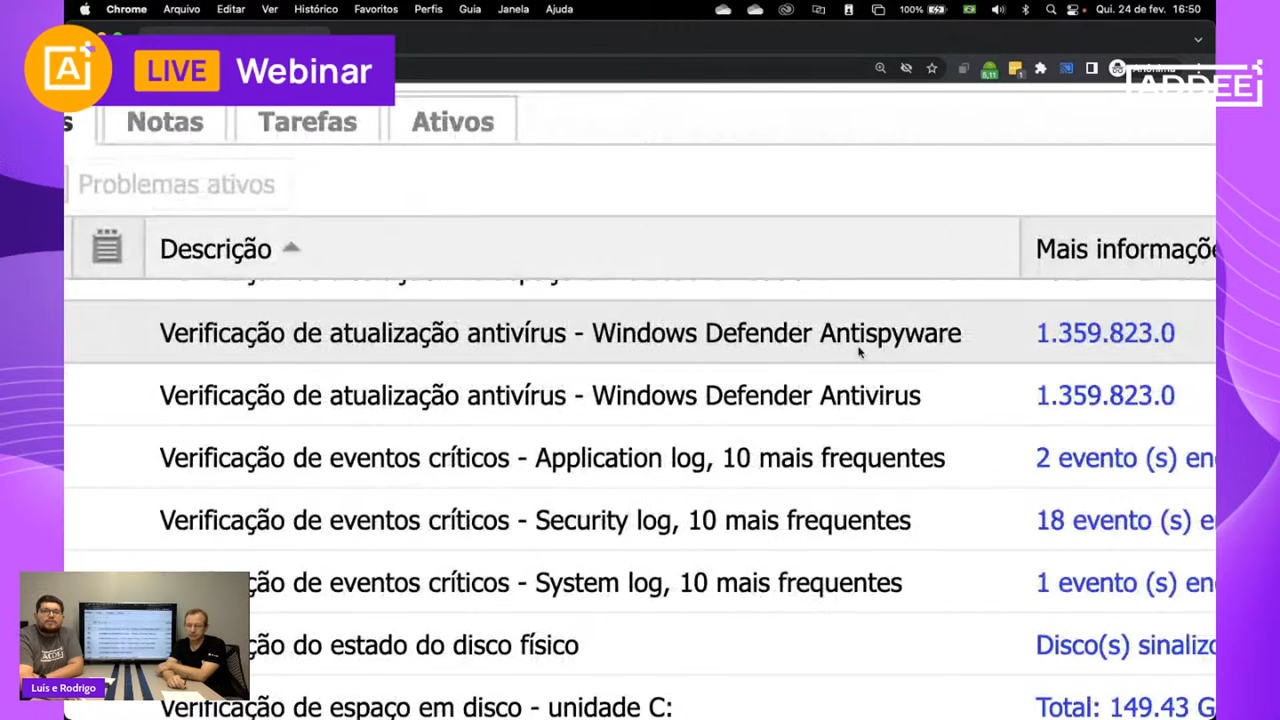 Chrome Arquivo Editar Ver Histórico Favoritos Perfis Guia Janela Ajuda 100% Qui. 24 de fev. 16:50
A LIVE Webinar
5,11 1 Anônima
ADDEE
s Notas Tarefas Ativos
Problemas ativos
Descrição Mais informaçõe
Verificação de atualização antivírus - Windows Defender Antispyware 1.359.823.0
Verificação de atualização antivírus - Windows Defender Antivirus 1.359.823.0
Verificação de eventos críticos - Application log, 10 mais frequentes 2 evento (s) en
Verificação de eventos críticos - Security log, 10 mais frequentes 18 evento (s) e
ção de eventos críticos - System log, 10 mais frequentes 1 evento (s) en
ção do estado do disco físico Disco(s) sinaliz
Verificação de espaço em disco - unidade C: Total: 149.43 G
Luís e Rodrigo